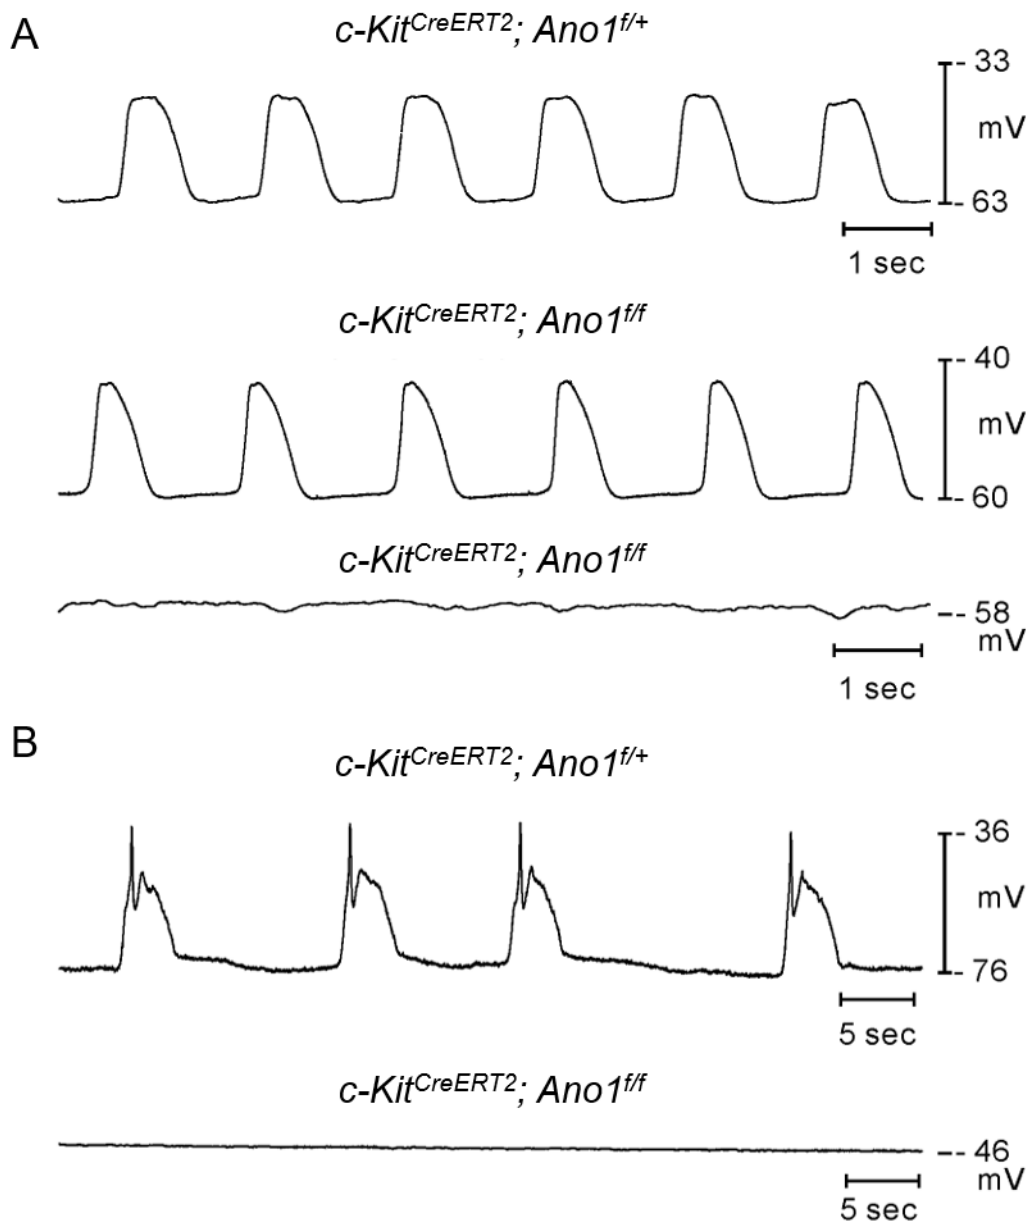 A
c-KitCreERT2; Ano1f/+
- 33
mV
- 63
1 sec
c-KitCreERT2; Ano1f/f
- 40
mV
- 60
c-KitCreERT2; Ano1f/f
-- 58
mV
1 sec
B
c-KitCreERT2; Ano1f/+
- 36
mV
- 76
5 sec
c-KitCreERT2; Ano1f/f
-- 46
mV
5 sec